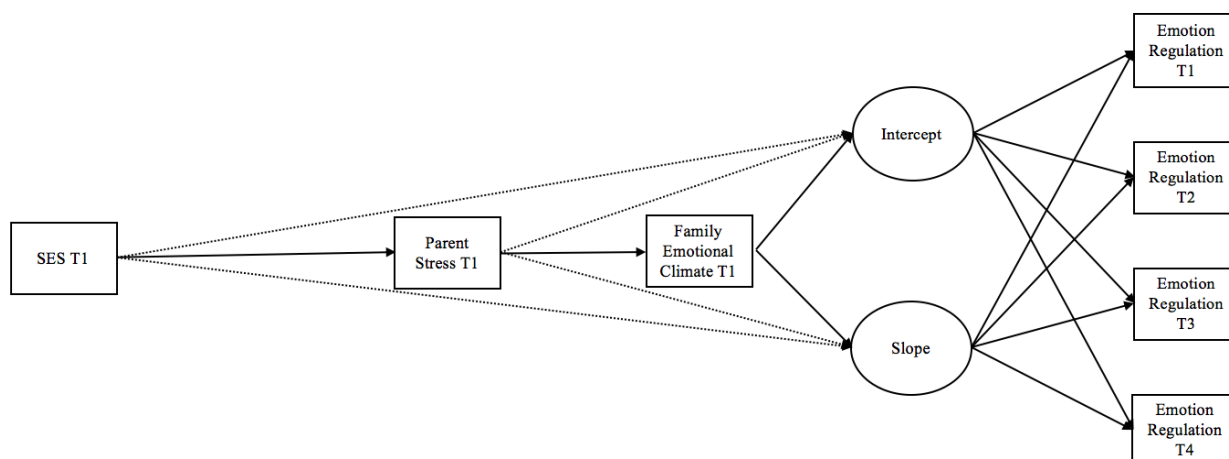 SES T1
Parent
Stress T1
Family
Emotional
Climate T1
Intercept
Slope
Emotion
Regulation
T1
Emotion
Regulation
T2
Emotion
Regulation
T3
Emotion
Regulation
T4